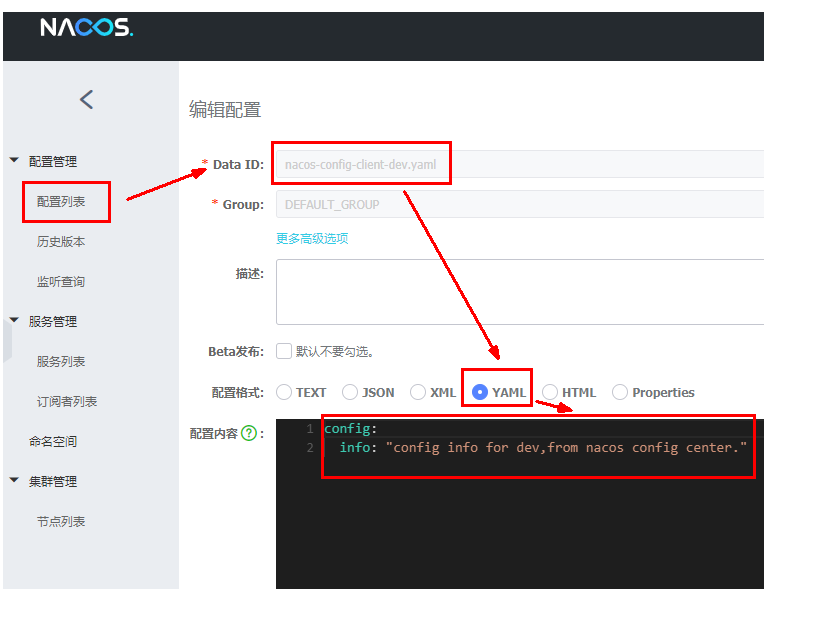 NACOS.
编辑配置
配置管理
配置列表
历史版本
监听查询
服务管理
服务列表
订阅者列表
命名空间
集群管理
节点列表
* Data ID: nacos-config-client-dev.yaml
* Group: DEFAULT_GROUP
更多高级选项
描述:
Beta发布: 默认不要勾选。
配置格式: TEXT JSON XML YAML HTML Properties
配置内容 ? :
1 config:
2 info: "config info for dev,from nacos config center."